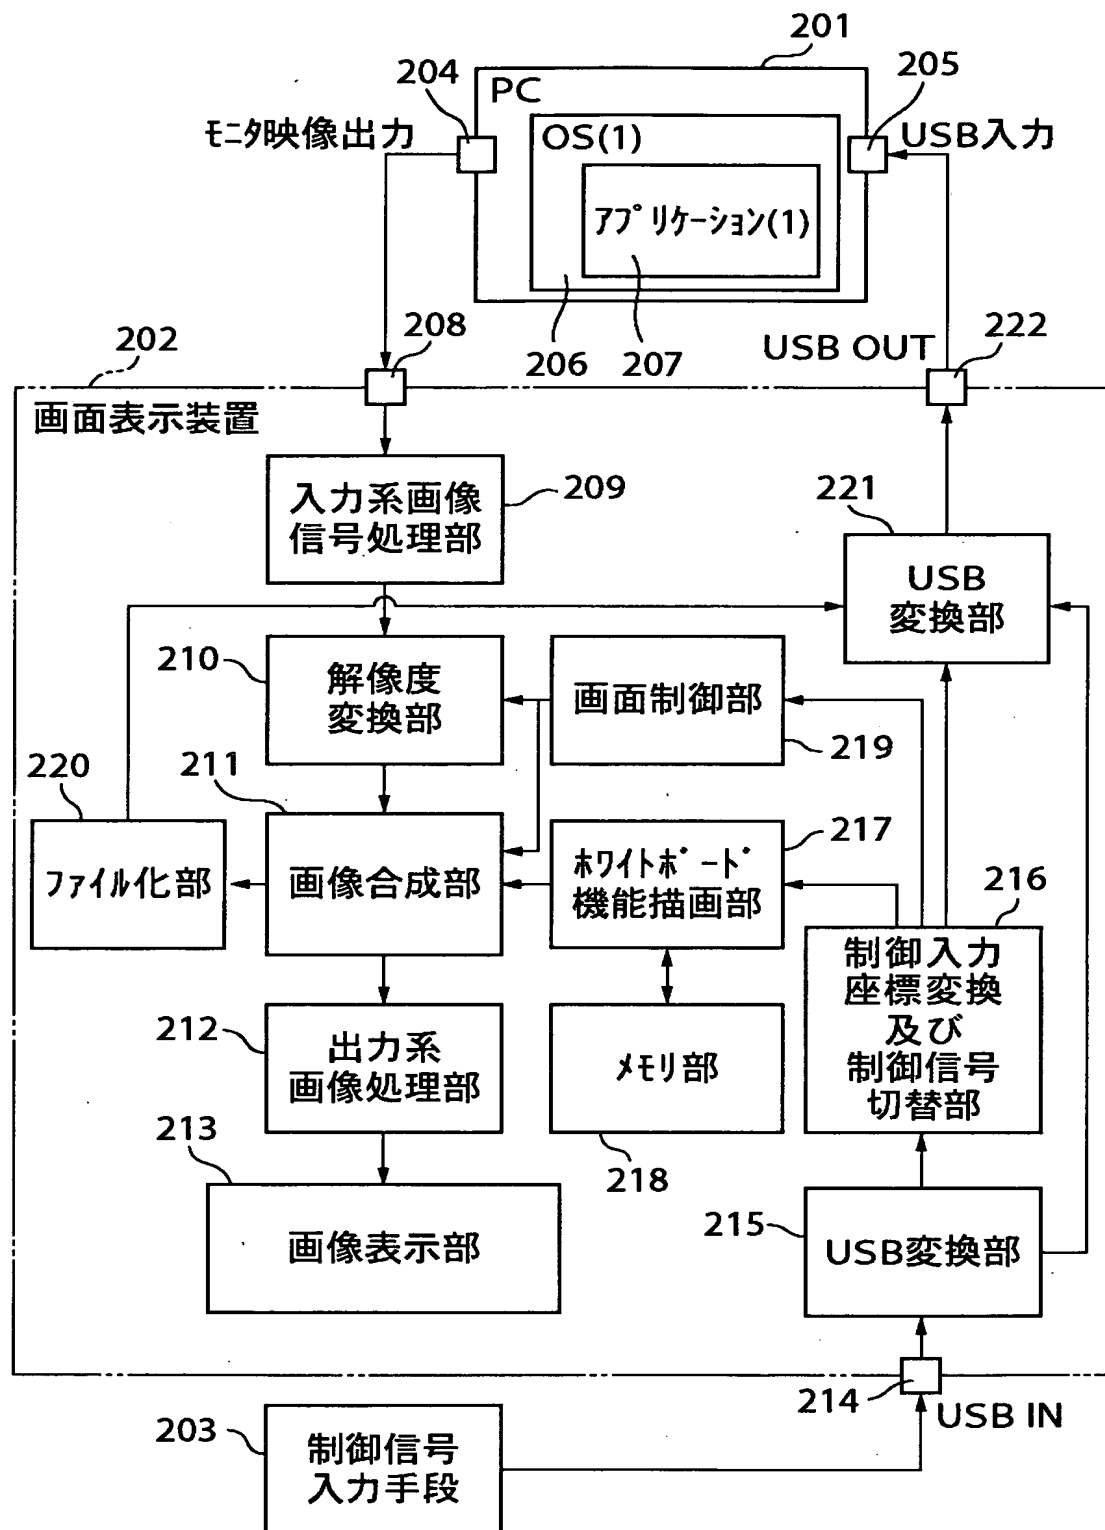 201
204
205
PC
モニタ映像出力
OS(1)
USB入力
アプリケーション(1)
206
207
208
USB OUT
222
202
画面表示装置
入力系画像
信号処理部
209
221
USB
変換部
210
解像度
変換部
画面制御部
219
220
211
ファイル化部
画像合成部
ホワイトボード
機能描画部
217
216
制御入力
座標変換
及び
制御信号
切替部
212
出力系
画像処理部
メモリ部
218
213
画像表示部
215
USB変換部
214
USB IN
203
制御信号
入力手段